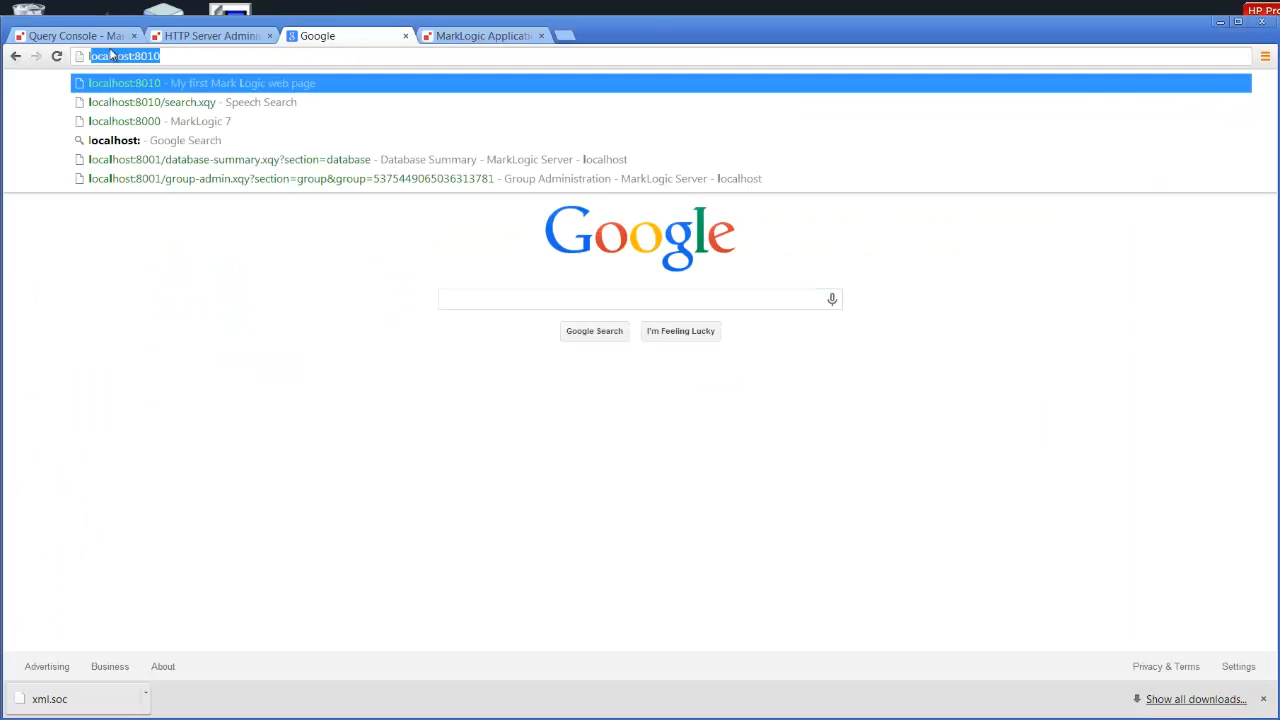 HP Pro
Query Console - Mar
HTTP Server Admini
Google
MarkLogic Applicati
localhost:8010
localhost:8010 - My first Mark Logic web page
localhost:8010/search.xqy - Speech Search
localhost:8000 - MarkLogic 7
localhost: - Google Search
localhost:8001/database-summary.xqy?section=database - Database Summary - MarkLogic Server - localhost
localhost:8001/group-admin.xqy?section=group&group=5375449065036313781 - Group Administration - MarkLogic Server - localhost
Google
Google Search
I'm Feeling Lucky
Advertising Business About Privacy & Terms Settings
xml.soc
Show all downloads...